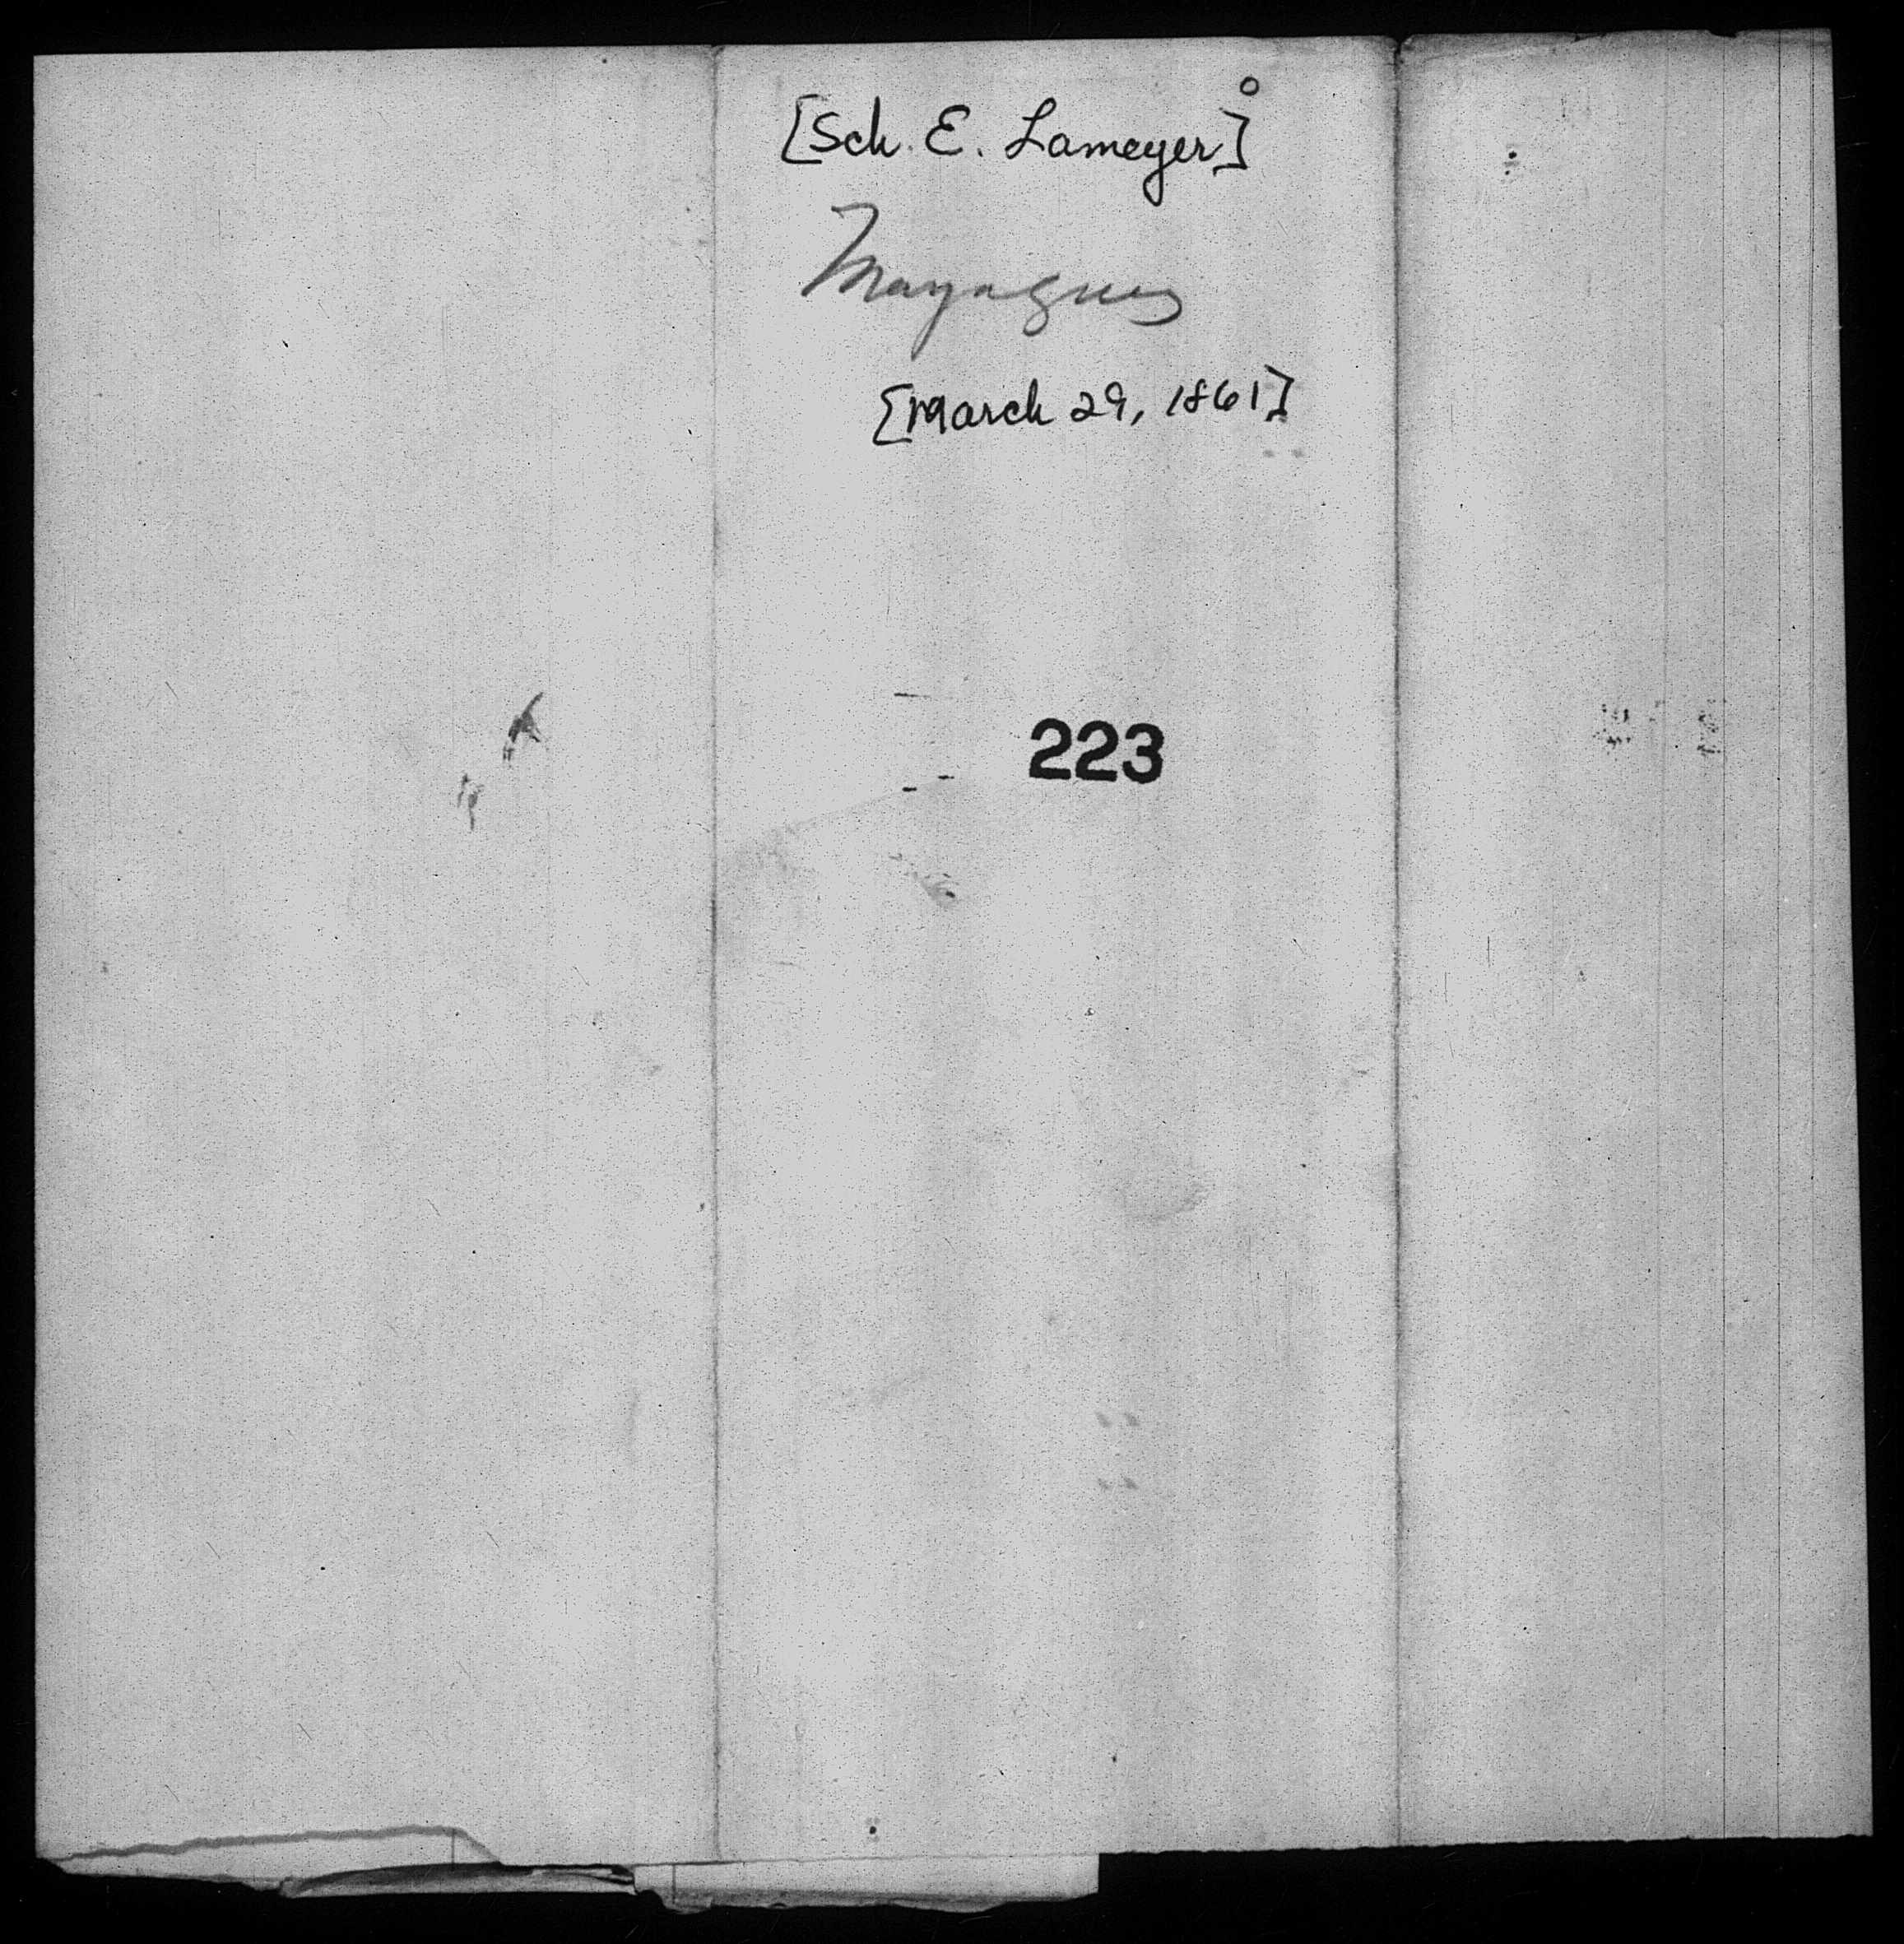 [Sch. E. Lameyer]
Mayaguez
[March 29, 1861]
223